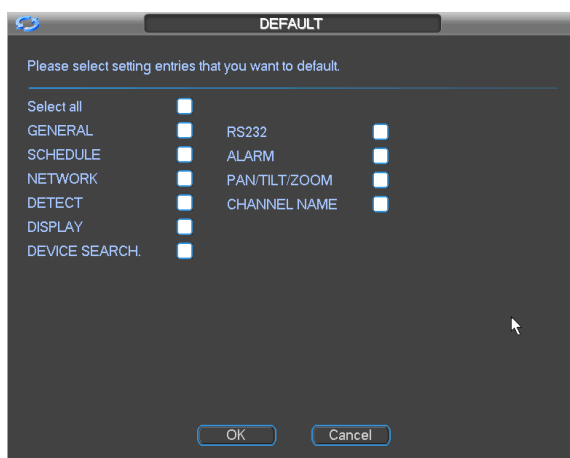 DEFAULT
Please select setting entries that you want to default.
Select all
GENERAL
SCHEDULE
NETWORK
DETECT
DISPLAY
DEVICE SEARCH.
RS232
ALARM
PAN/TILT/ZOOM
CHANNEL NAME
OK
Cancel